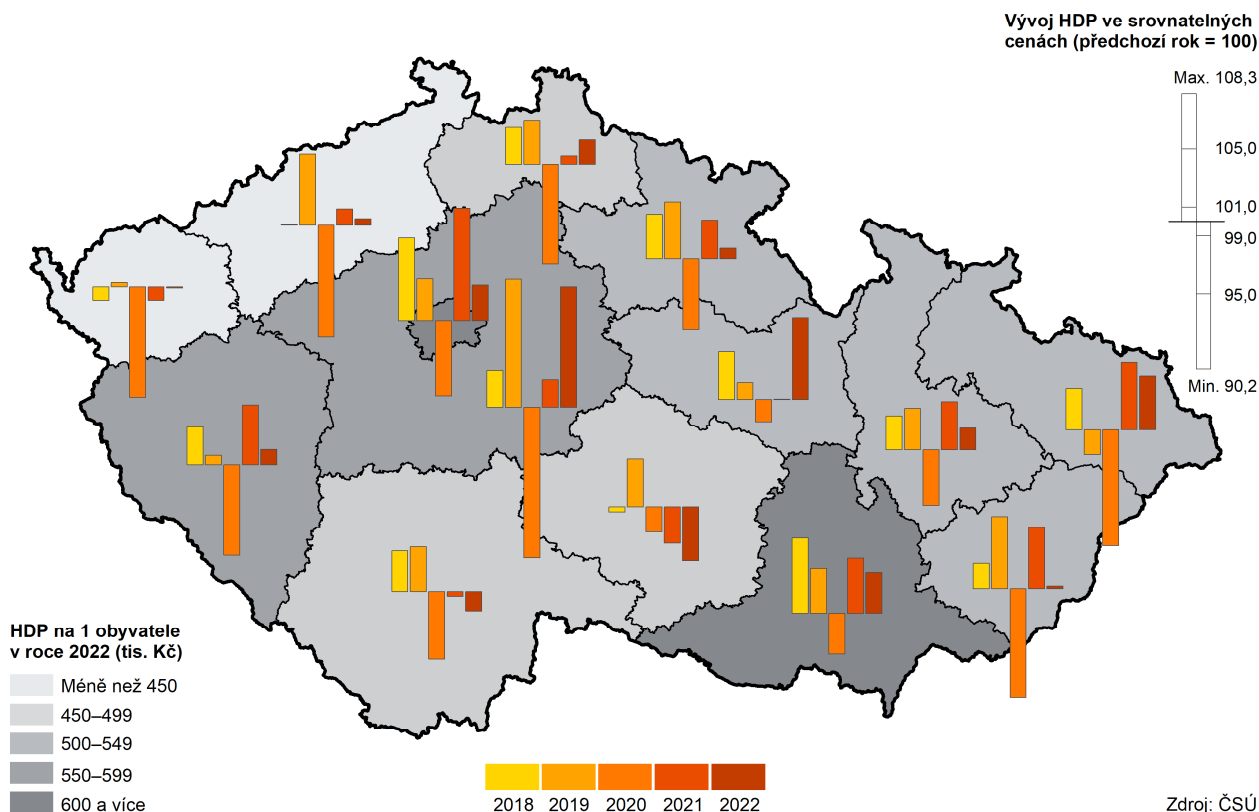 Vývoj HDP ve srovnatelných
cenách (předchozí rok = 100)
Max. 108,3
105,0
101,0
99,0
95,0
Min. 90,2
HDP na 1 obyvatele
v roce 2022 (tis. Kč)
Méně než 450
450–499
500–549
550–599
600 a více
2018 2019 2020 2021 2022
Zdroj: ČSÚ